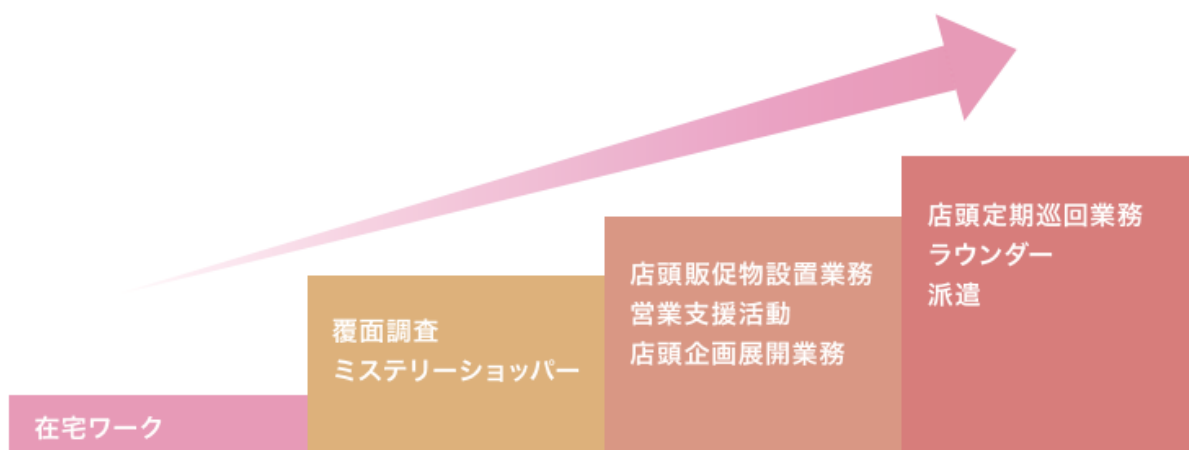 在宅ワーク
覆面調査
ミステリーショッパー
店頭販促物設置業務
営業支援活動
店頭企画展開業務
店頭定期巡回業務
ラウンダー
派遣